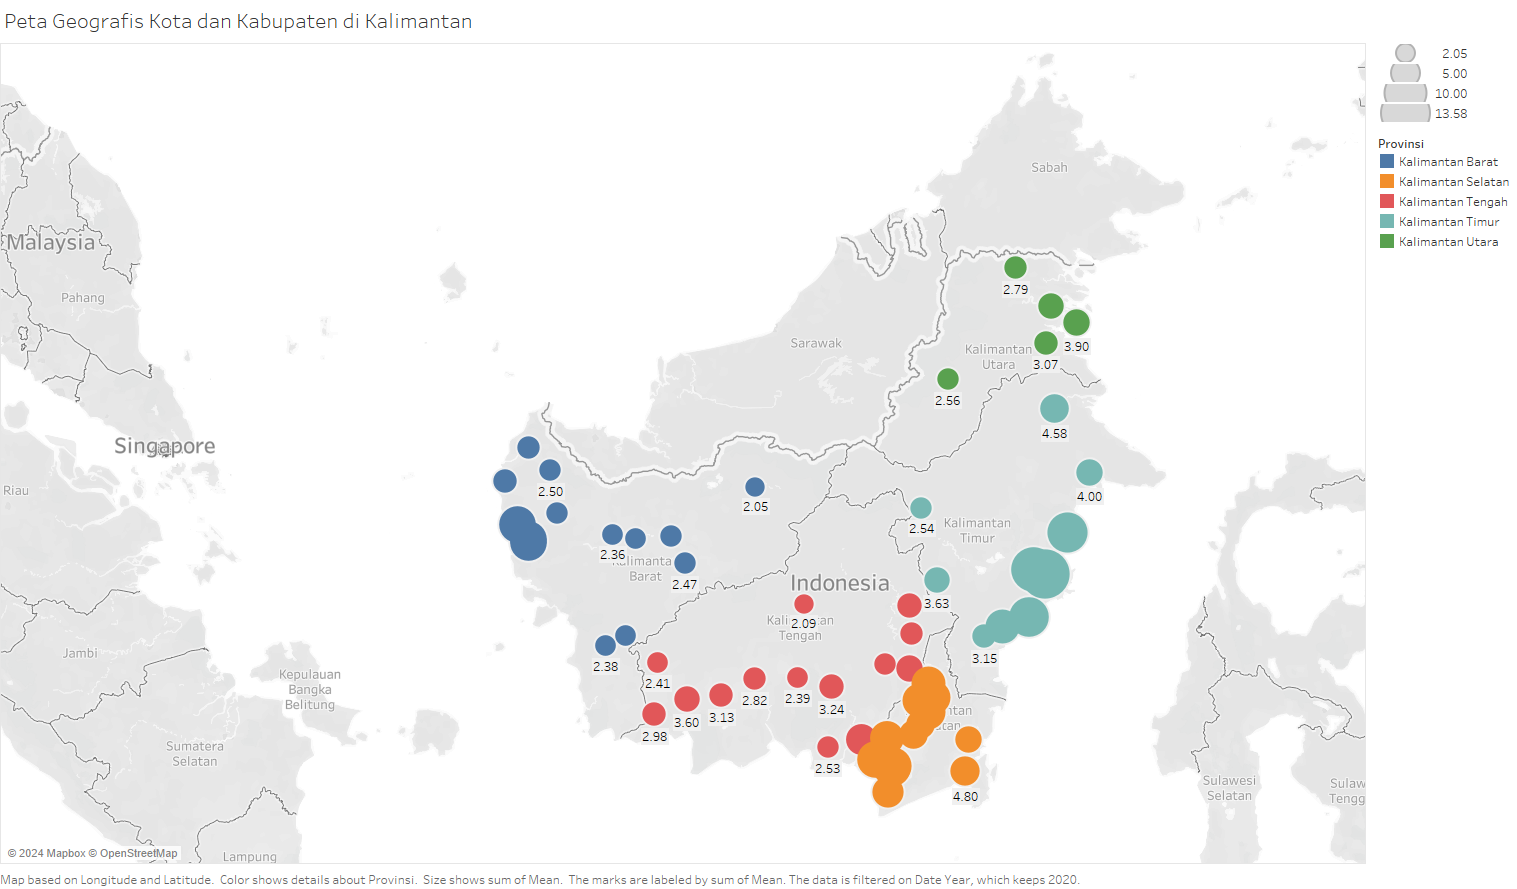 Peta Geografis Kota dan Kabupaten di Kalimantan
2.05
5.00
10.00
13.58
Provinsi
Kalimantan Barat
Kalimantan Selatan
Kalimantan Tengah
Kalimantan Timur
Kalimantan Utara
Sabah
Malaysia
Pahang
2.79
Sarawak
Kalimantan
Utara
3.90
3.07
2.56
4.58
Singapore
Riau
2.50
2.05
4.00
2.54
Kalimantan
Timur
2.36
Barat
2.47
Indonesia
3.63
2.09
Tengah
3.15
Jambi
2.38
Kepulauan
Bangka
Belitung
2.41
2.82
2.39
3.24
3.60
3.13
2.98
Sumatera
Selatan
2.53
4.80
Sulawesi
Selatan
Sulaw
Tengg
Lampung
© 2024 Mapbox © OpenStreetMap
Map based on Longitude and Latitude.  Color shows details about Provinsi.  Size shows sum of Mean.  The marks are labeled by sum of Mean. The data is filtered on Date Year, which keeps 2020.